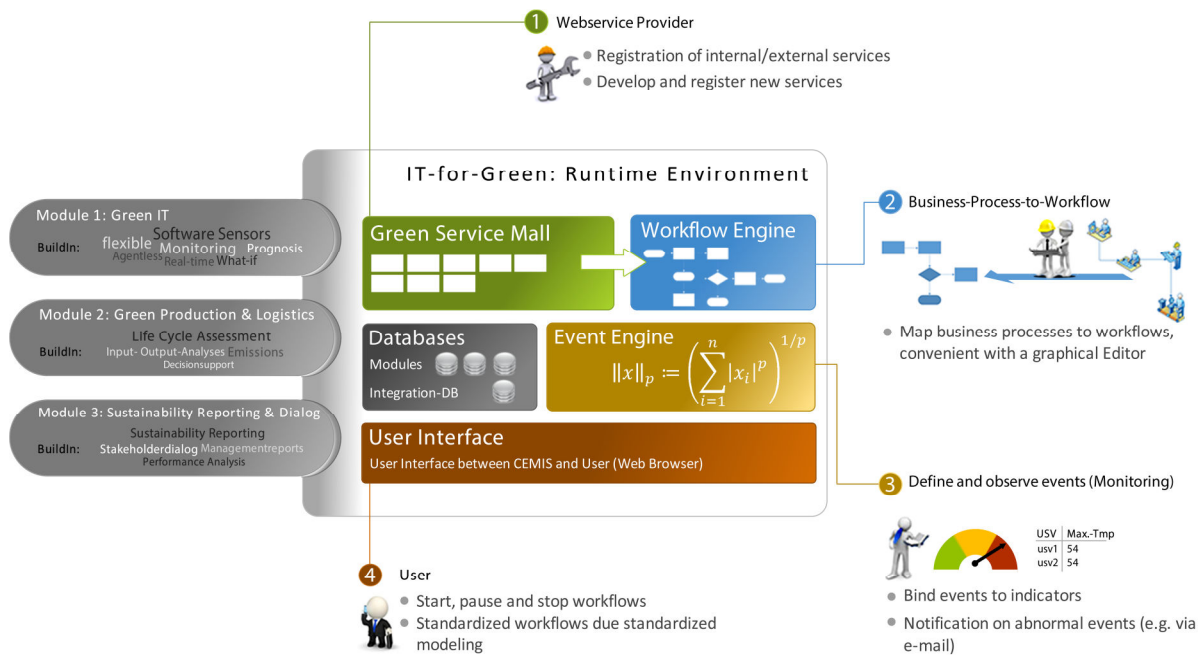 1 Webservice Provider
Registration of internal/external services
Develop and register new services
IT-for-Green: Runtime Environment
Module 1: Green IT
BuildIn:
Software Sensors
flexible Monitoring Prognosis
Agentless
Real-time What-if
Module 2: Green Production & Logistics
Life Cycle Assessment
BuildIn:
Input- Output-Analyses Emissions
Decisionsupport
Module 3: Sustainability Reporting & Dialog
Sustainability Reporting
BuildIn:
Stakeholderdialog Managementreports
Performance Analysis
Green Service Mall
Workflow Engine
Databases
Modules
Integration-DB
Event Engine
‖x‖ₚ ≔ (∑ᵢ₌₁ⁿ |xᵢ|ᵖ)^1/p
User Interface
User Interface between CEMIS and User (Web Browser)
2 Business-Process-to-Workflow
Map business processes to workflows,
convenient with a graphical Editor
3 Define and observe events (Monitoring)
USV Max.-Tmp
usv1 54
usv2 54
Bind events to indicators
Notification on abnormal events (e.g. via
e-mail)
4 User
Start, pause and stop workflows
Standardized workflows due standardized
modeling